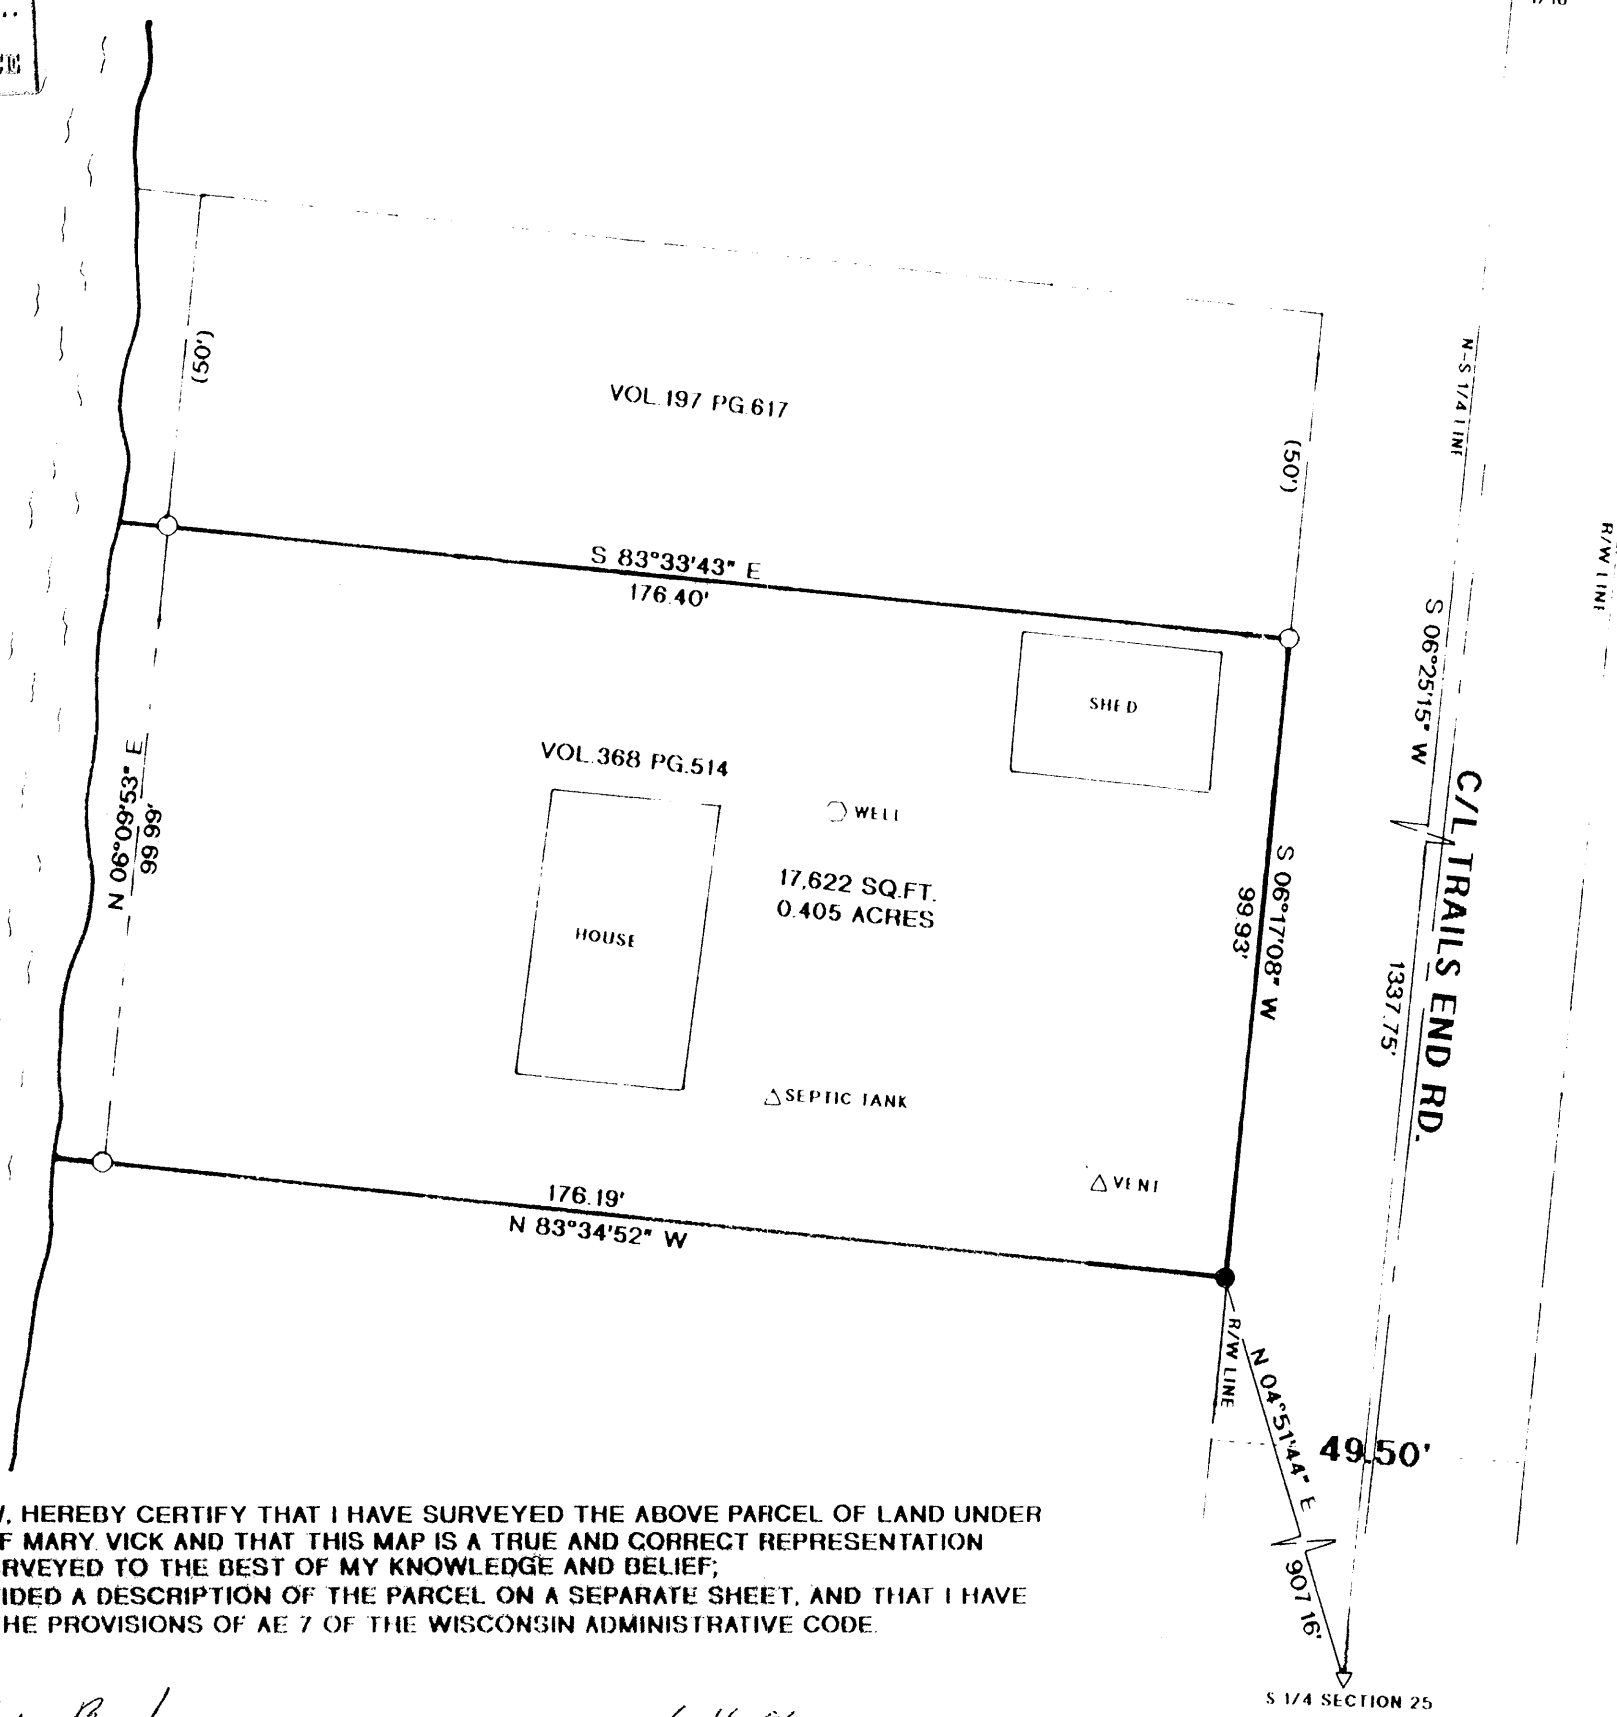 (50')
VOL.197 PG.617
(50')
N-S 1/4 LINE
R/W LINE
S 83°33'43" E
176.40'
S 06°25'15" W
SHED
VOL.368 PG.514
WELL
N 06°09'53" E
99.99'
17,622 SQ.FT.
0.405 ACRES
HOUSE
S 06°17'08" W
99.93'
C/L TRAILS END RD.
1337.75'
SEPTIC TANK
VENT
176.19'
N 83°34'52" W
R/W LINE
N 04°51'44" E
49.50'
907.16'
S 1/4 SECTION 25
, HEREBY CERTIFY THAT I HAVE SURVEYED THE ABOVE PARCEL OF LAND UNDER
F MARY VICK AND THAT THIS MAP IS A TRUE AND CORRECT REPRESENTATION
RVEYED TO THE BEST OF MY KNOWLEDGE AND BELIEF;
IDED A DESCRIPTION OF THE PARCEL ON A SEPARATE SHEET, AND THAT I HAVE
HE PROVISIONS OF AE 7 OF THE WISCONSIN ADMINISTRATIVE CODE.